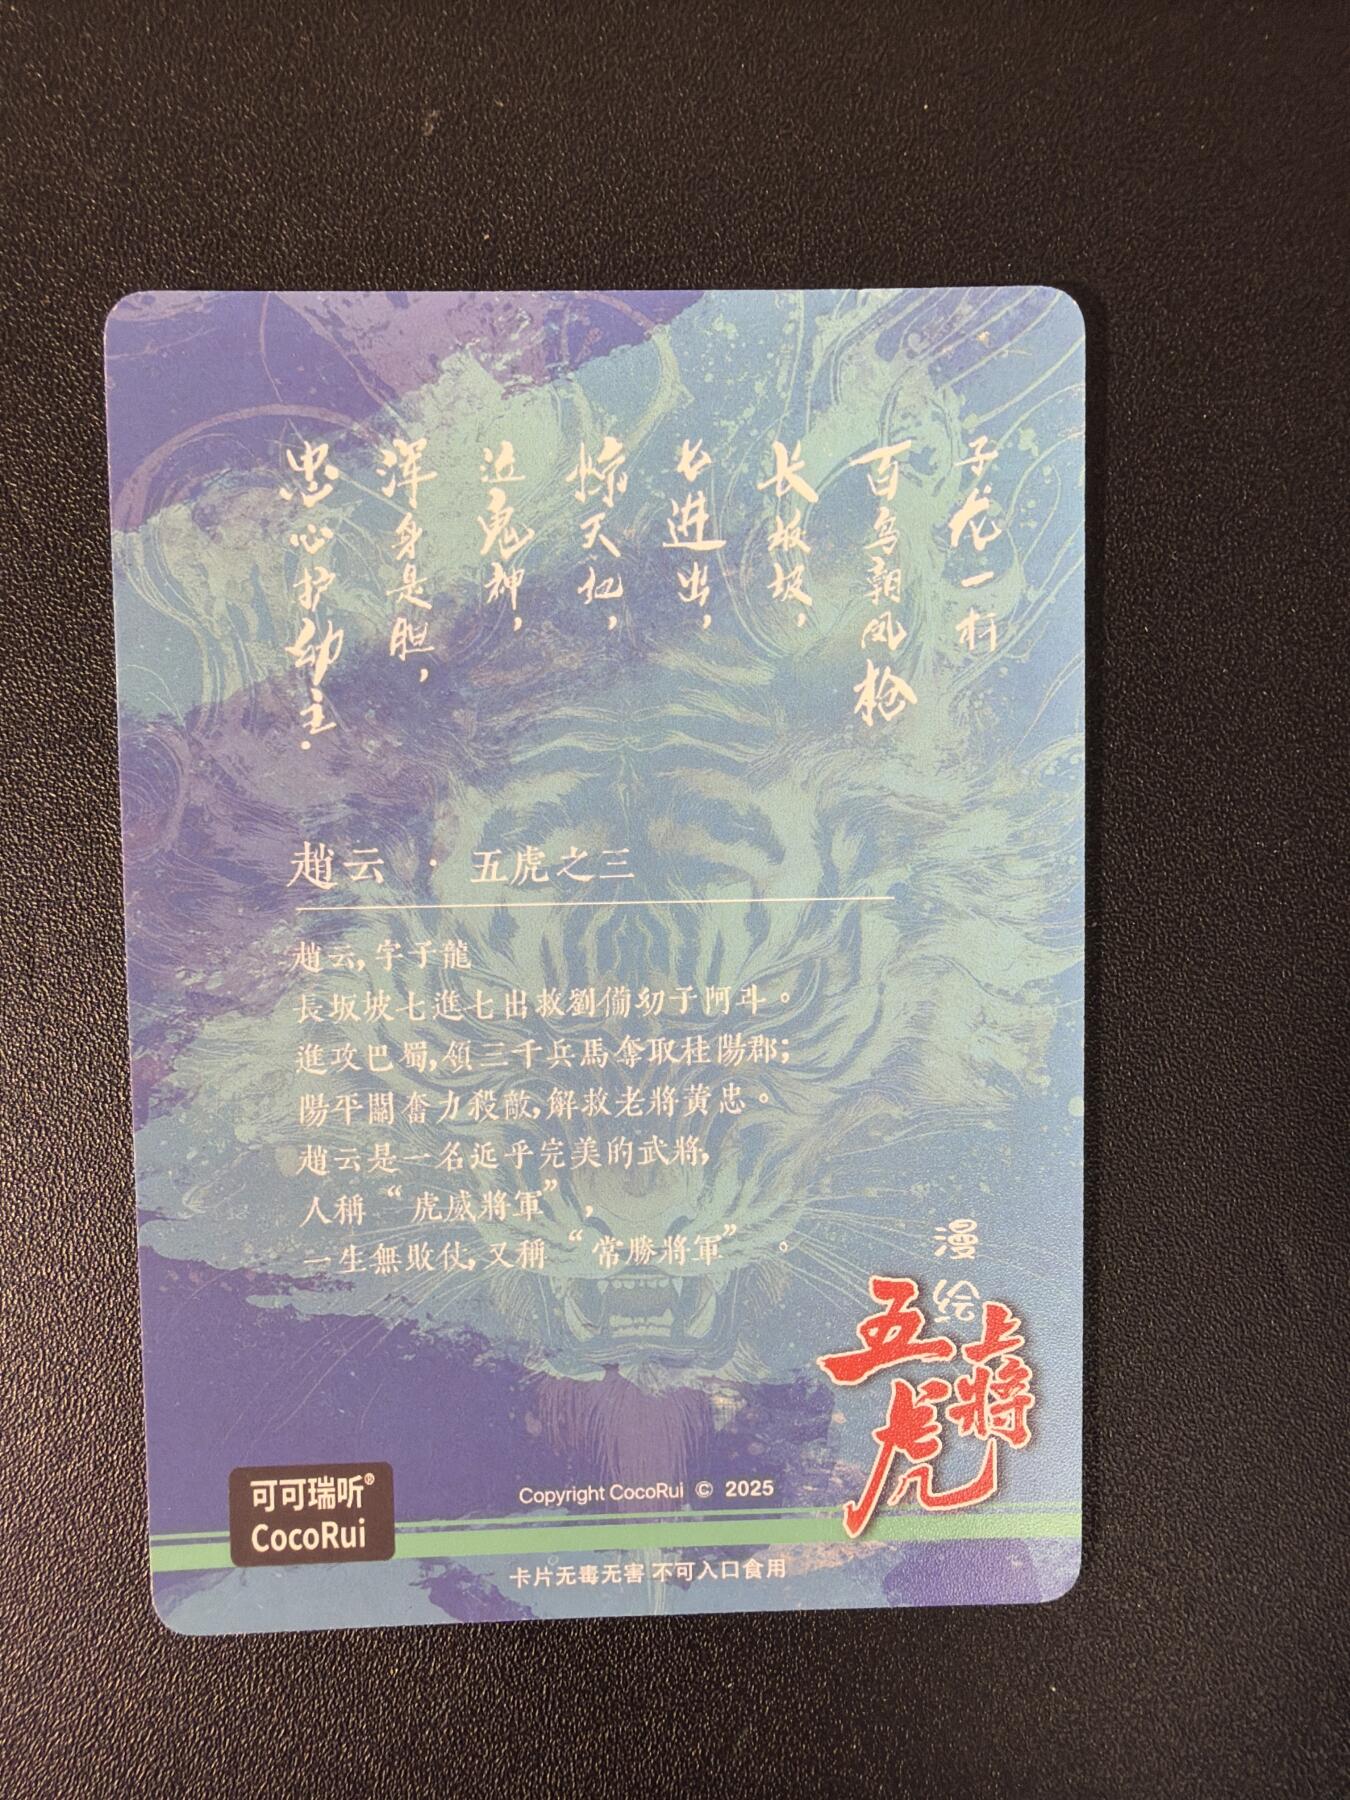 子龙一杆
百鸟朝凤枪
长坂坡，
七进出，
惊天地，
泣鬼神，
浑身是胆，
忠心护幼主.
趙云 · 五虎之三
趙云,字子龍
長坂坡七進七出救劉備幼子阿斗。
進攻巴蜀,領三千兵馬奪取桂陽郡;
陽平關奮力殺敵,解救老將黃忠。
趙云是一名近乎完美的武將,
人稱“虎威將軍”,
一生無敗仗,又稱“常勝將軍”。
漫绘
五虎
上將
可可瑞听®
CocoRui
Copyright CocoRui © 2025
卡片无毒无害 不可入口食用